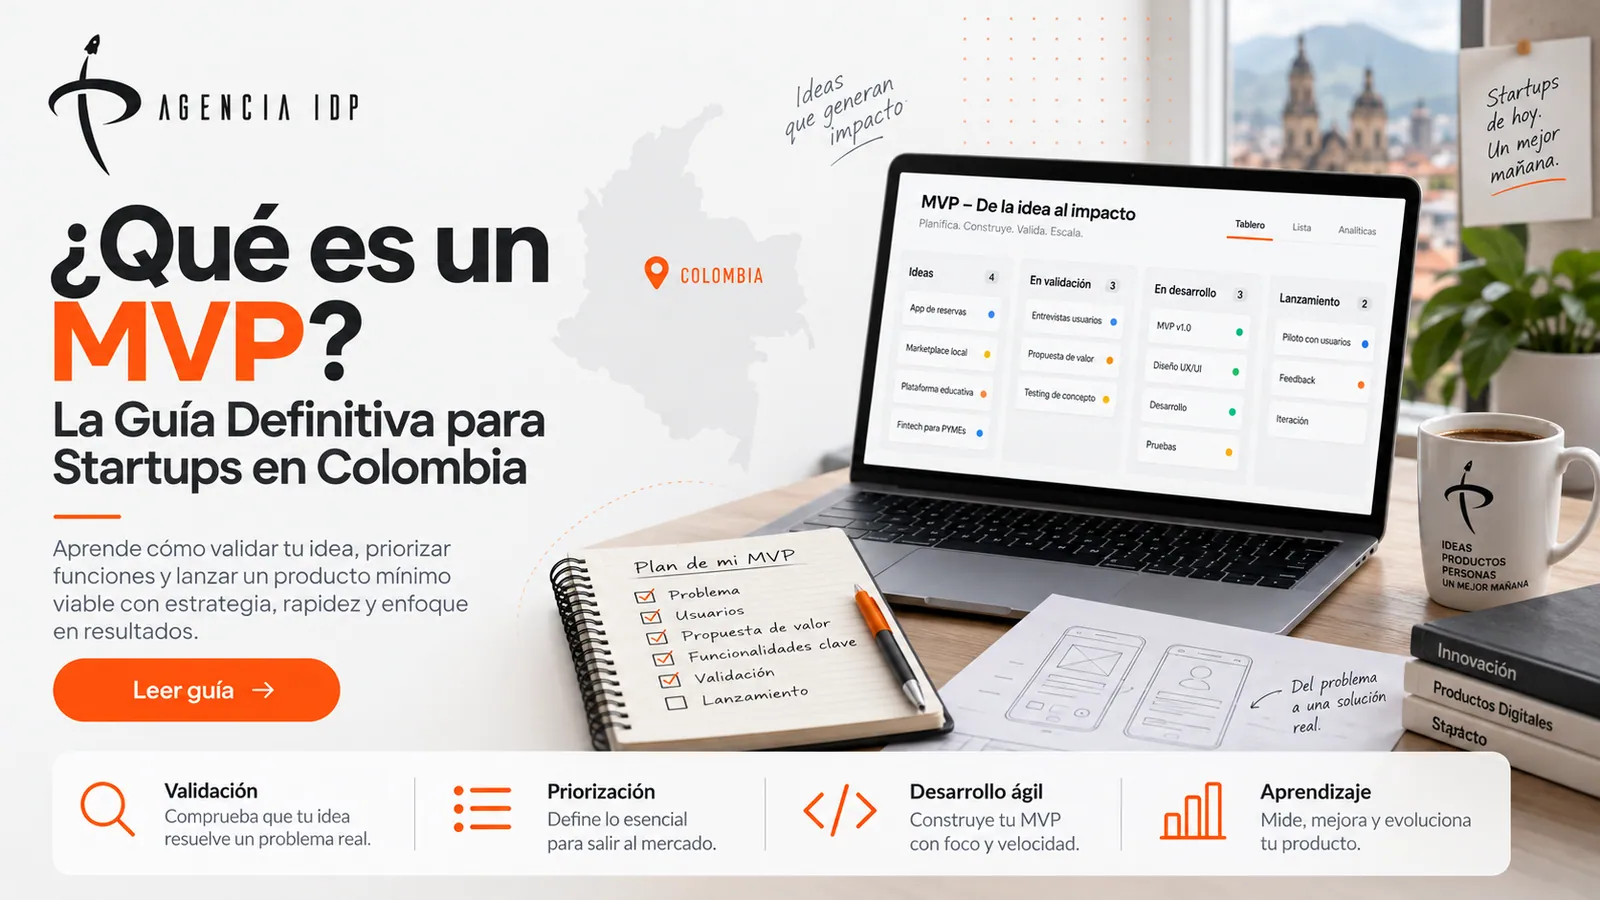 AGENCIA IDP
¿Qué es un
MVP?
La Guía Definitiva para
Startups en Colombia
Aprende cómo validar tu idea, priorizar
funciones y lanzar un producto mínimo
viable con estrategia, rapidez y enfoque
en resultados.
Leer guía →
COLOMBIA
Ideas
que generan
impacto
MVP – De la idea al impacto
Planifica. Construye. Valida. Escala.
Tablero
Lista
Analíticas
Ideas 4
App de reservas
Marketplace local
Plataforma educativa
Fintech para PYMEs
En validación 3
Entrevistas usuarios
Propuesta de valor
Testing de concepto
En desarrollo 3
MVP v1.0
Diseño UX/UI
Desarrollo
Pruebas
Lanzamiento 2
Piloto con usuarios
Feedback
Iteración
Startups
de hoy.
Un mejor
mañana.
Plan de mi MVP
Problema
Usuarios
Propuesta de valor
Funcionalidades clave
Validación
Lanzamiento
Del problema
a una solución
real.
IDEAS
PRODUCTOS
PERSONAS
UN MEJOR MAÑANA
Innovación
Productos Digitales
Validación
Comprueba que tu idea
resuelve un problema real.
Priorización
Define lo esencial
para salir al mercado.
Desarrollo ágil
Construye tu MVP
con foco y velocidad.
Aprendizaje
Mide, mejora y evoluciona
tu producto.